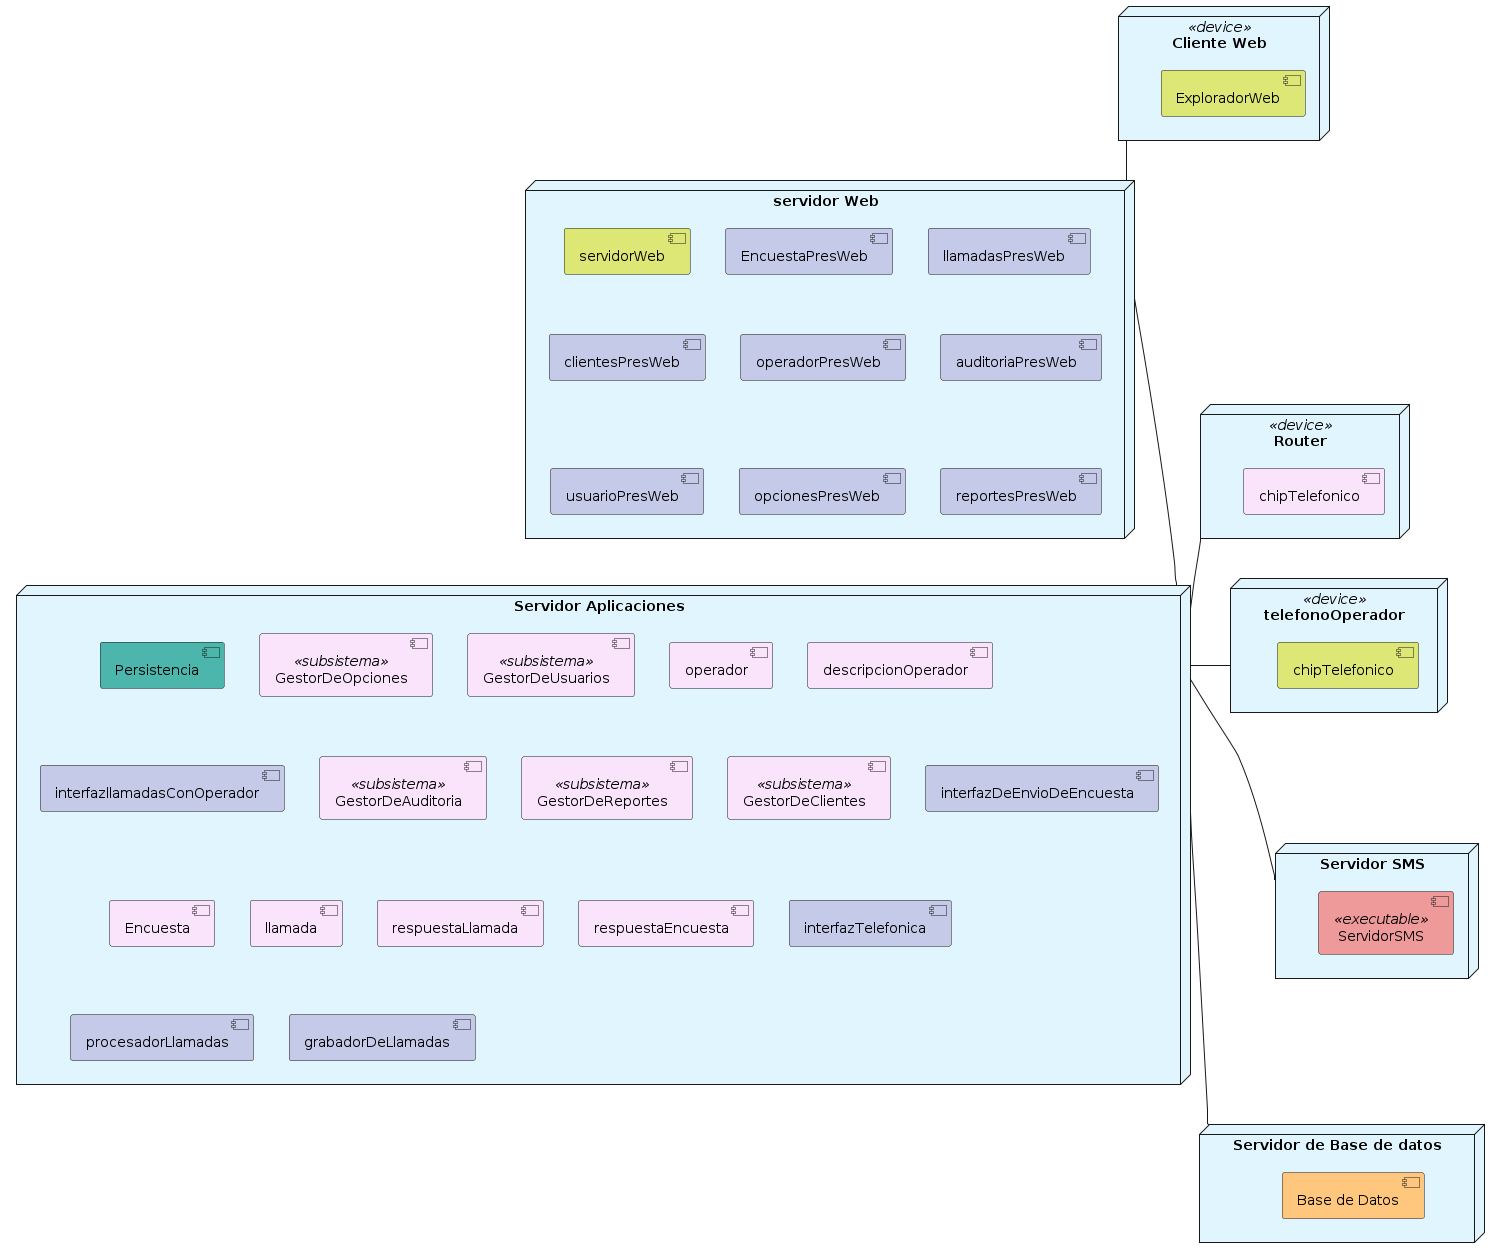 «device»
Cliente Web
ExploradorWeb
servidor Web
servidorWeb
EncuestaPresWeb
llamadasPresWeb
clientesPresWeb
operadorPresWeb
auditoriaPresWeb
usuarioPresWeb
opcionesPresWeb
reportesPresWeb
«device»
Router
chipTelefonico
«device»
telefonoOperador
chipTelefonico
Servidor Aplicaciones
Persistencia
«subsistema»
GestorDeOpciones
«subsistema»
GestorDeUsuarios
operador
descripcionOperador
interfazllamadasConOperador
«subsistema»
GestorDeAuditoria
«subsistema»
GestorDeReportes
«subsistema»
GestorDeClientes
interfazDeEnvioDeEncuesta
Encuesta
llamada
respuestaLlamada
respuestaEncuesta
interfazTelefonica
procesadorLlamadas
grabadorDeLlamadas
Servidor SMS
«executable»
ServidorSMS
Servidor de Base de datos
Base de Datos